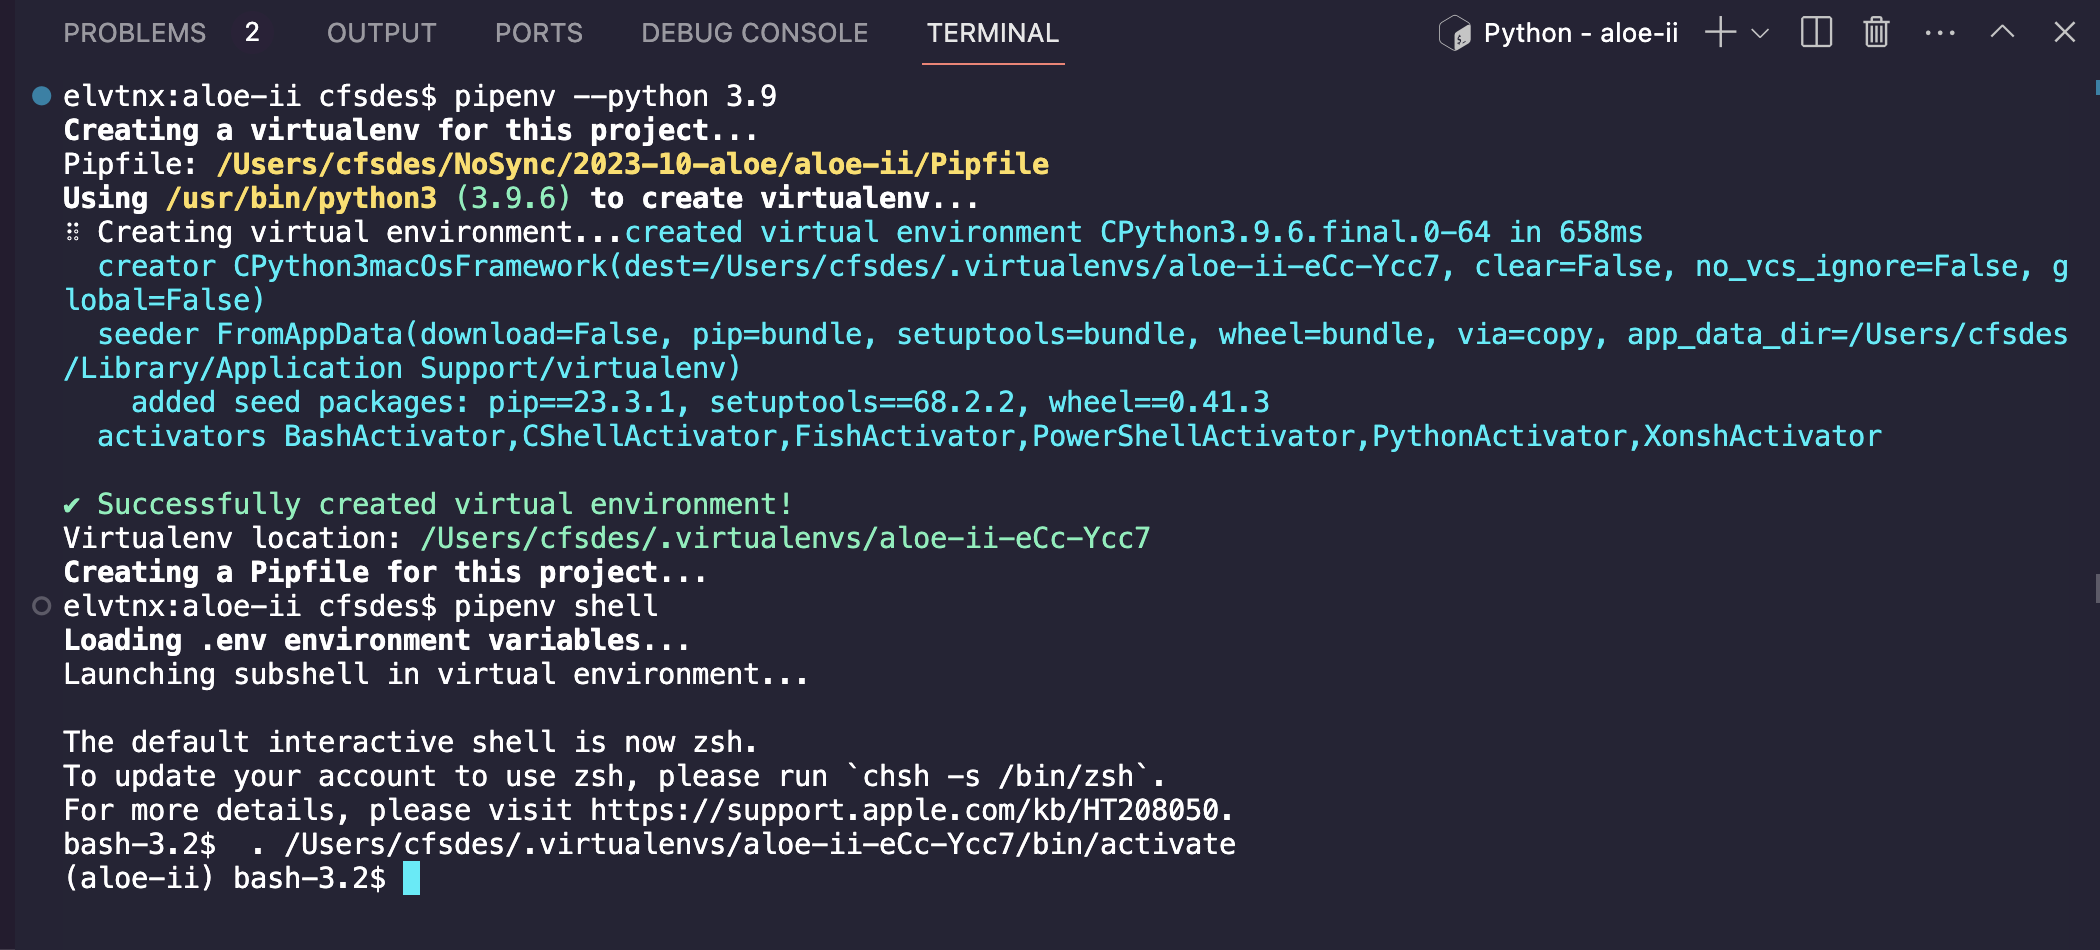 PROBLEMS 2 OUTPUT PORTS DEBUG CONSOLE TERMINAL Python - aloe-ii
elvtnx:aloe-ii cfsdes$ pipenv --python 3.9
Creating a virtualenv for this project...
Pipfile: /Users/cfsdes/NoSync/2023-10-aloe/aloe-ii/Pipfile
Using /usr/bin/python3 (3.9.6) to create virtualenv...
⠿ Creating virtual environment...created virtual environment CPython3.9.6.final.0-64 in 658ms
  creator CPython3macOsFramework(dest=/Users/cfsdes/.virtualenvs/aloe-ii-eCc-Ycc7, clear=False, no_vcs_ignore=False, g
lobal=False)
  seeder FromAppData(download=False, pip=bundle, setuptools=bundle, wheel=bundle, via=copy, app_data_dir=/Users/cfsdes
/Library/Application Support/virtualenv)
    added seed packages: pip==23.3.1, setuptools==68.2.2, wheel==0.41.3
  activators BashActivator,CShellActivator,FishActivator,PowerShellActivator,PythonActivator,XonshActivator
✔ Successfully created virtual environment!
Virtualenv location: /Users/cfsdes/.virtualenvs/aloe-ii-eCc-Ycc7
Creating a Pipfile for this project...
elvtnx:aloe-ii cfsdes$ pipenv shell
Loading .env environment variables...
Launching subshell in virtual environment...
The default interactive shell is now zsh.
To update your account to use zsh, please run `chsh -s /bin/zsh`.
For more details, please visit https://support.apple.com/kb/HT208050.
bash-3.2$  . /Users/cfsdes/.virtualenvs/aloe-ii-eCc-Ycc7/bin/activate
(aloe-ii) bash-3.2$